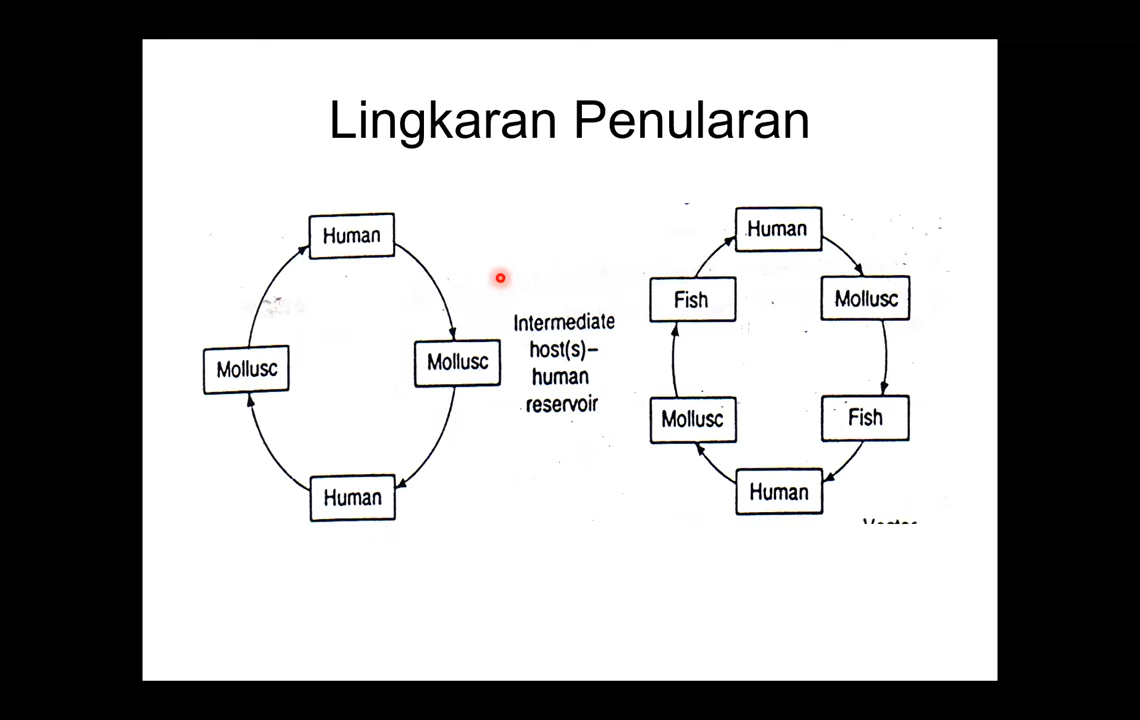 Lingkaran Penularan
Human
Mollusc
Mollusc
Human
Intermediate
host(s)–
human
reservoir
Human
Fish
Mollusc
Mollusc
Fish
Human